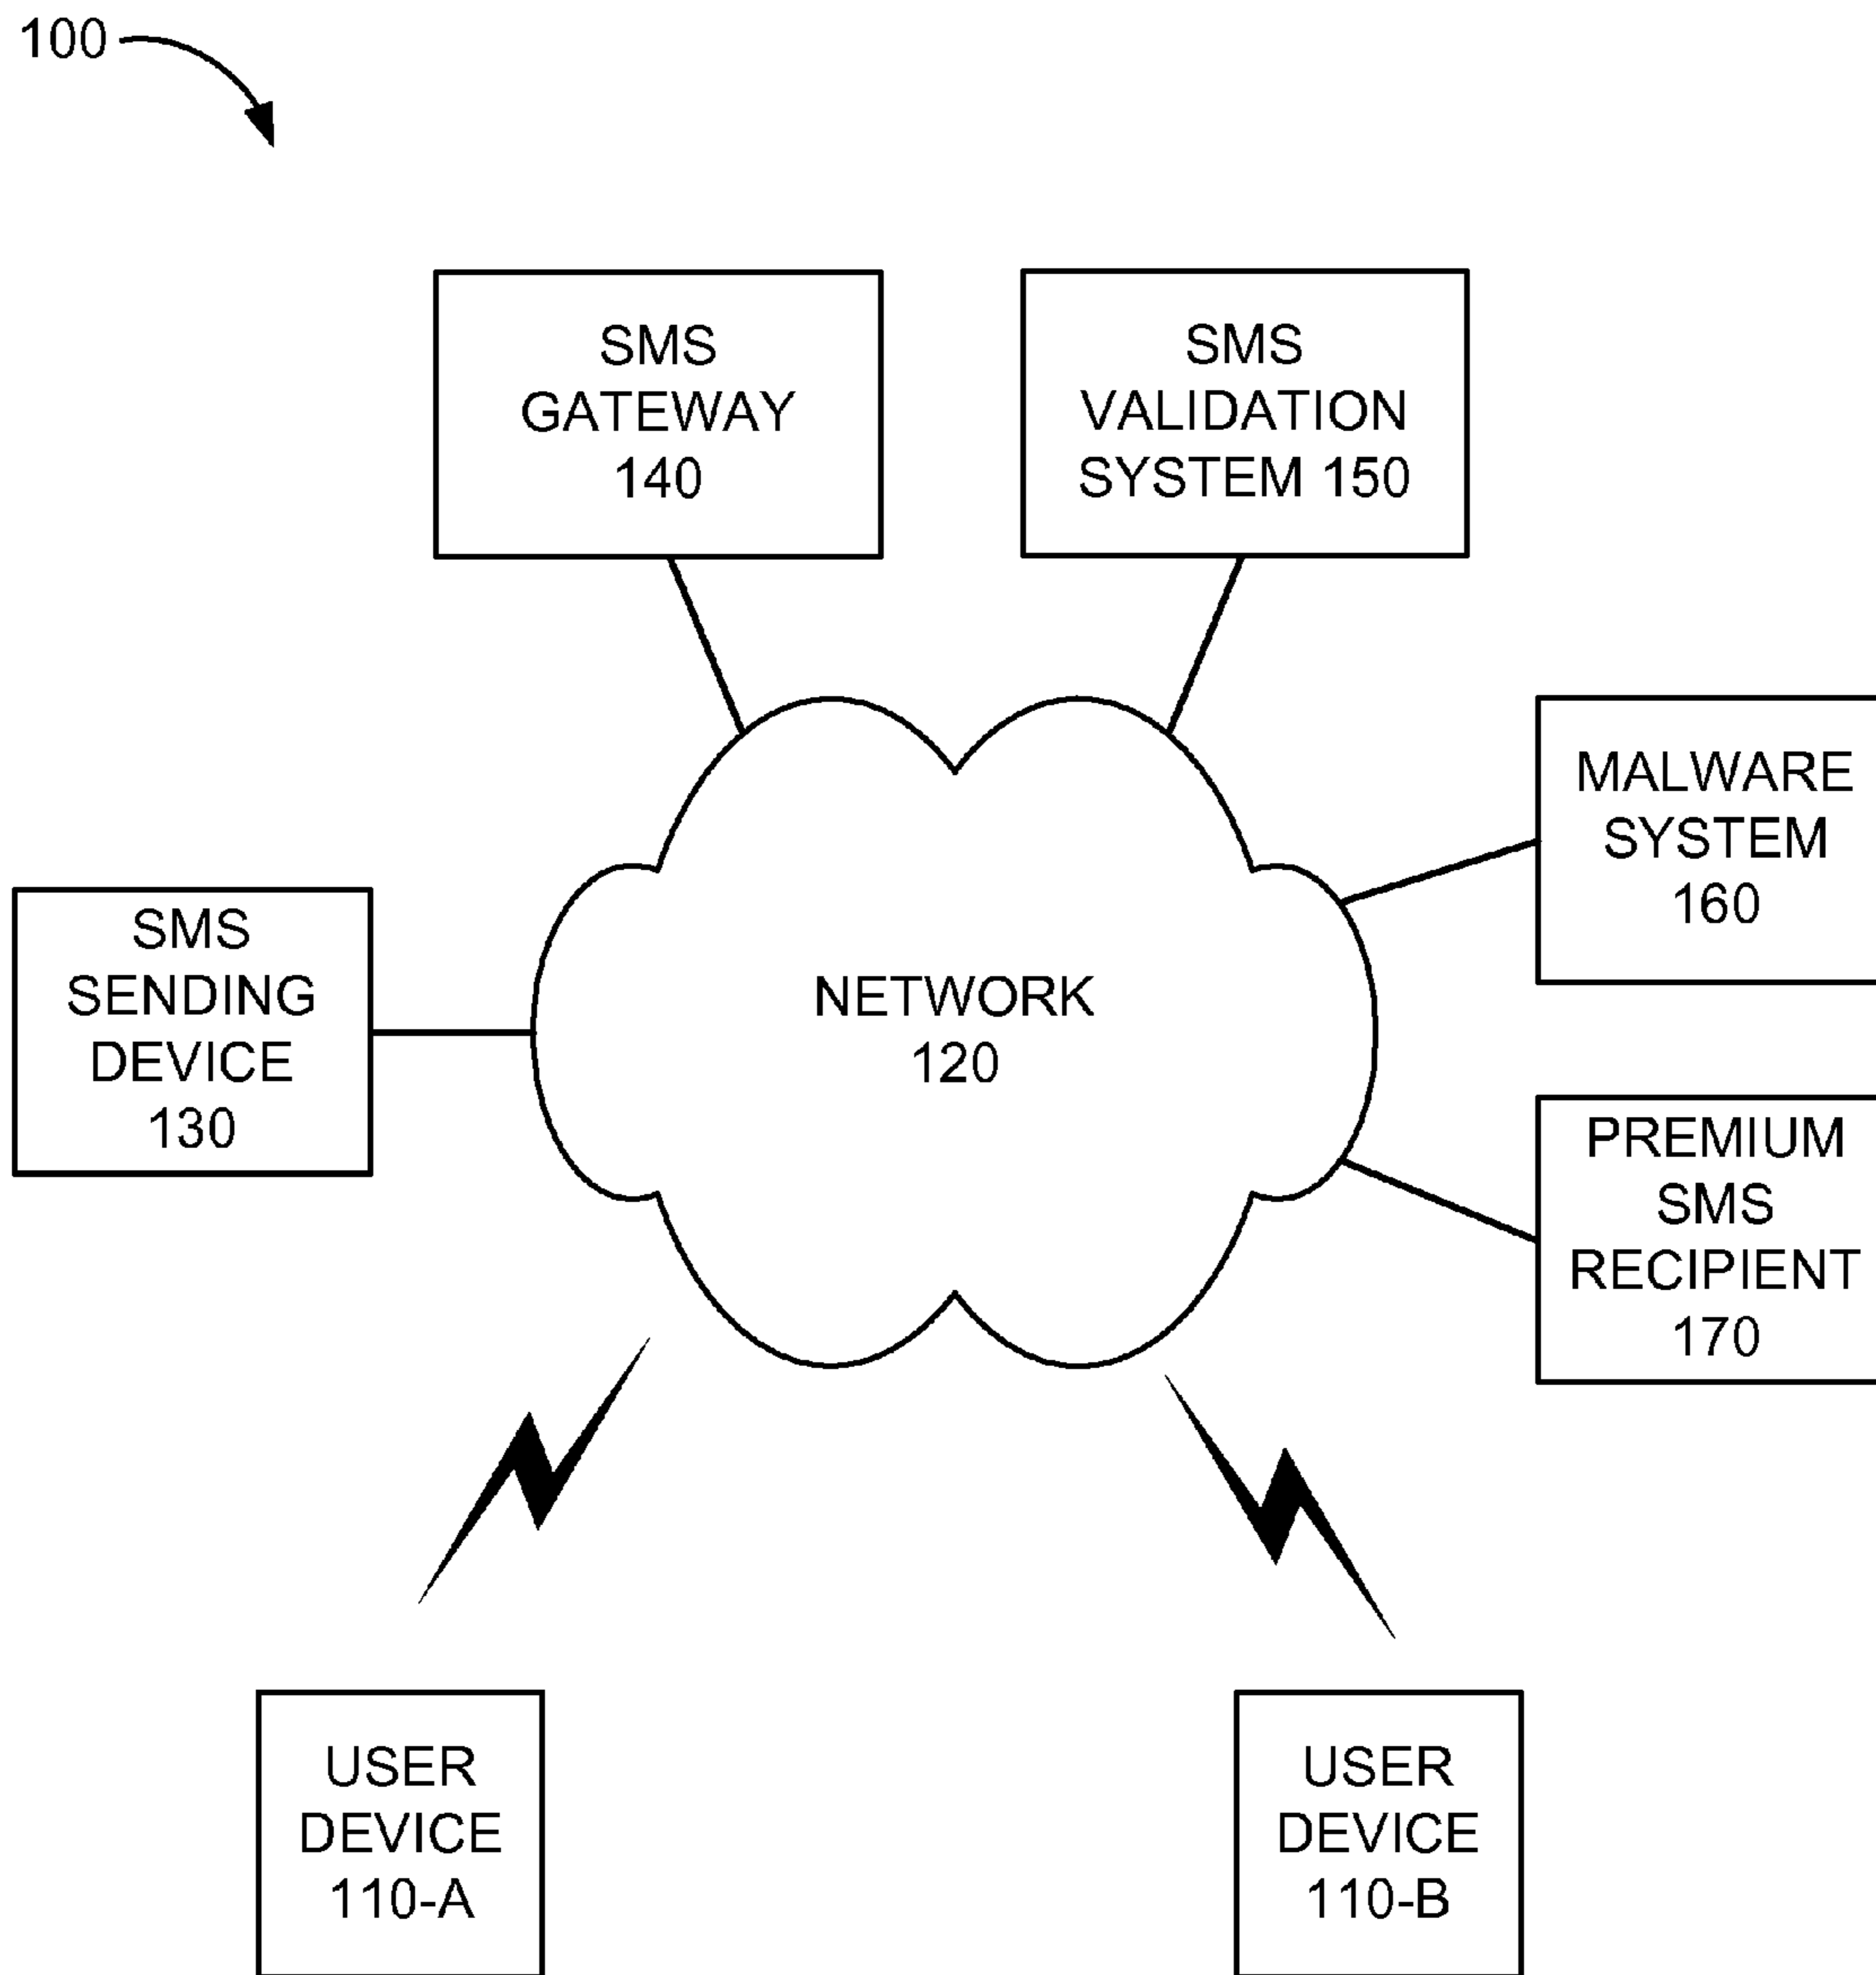 100
SMS
GATEWAY
140
SMS
VALIDATION
SYSTEM 150
MALWARE
SYSTEM
160
SMS
SENDING
DEVICE
130
NETWORK
120
PREMIUM
SMS
RECIPIENT
170
USER
DEVICE
110-A
USER
DEVICE
110-B